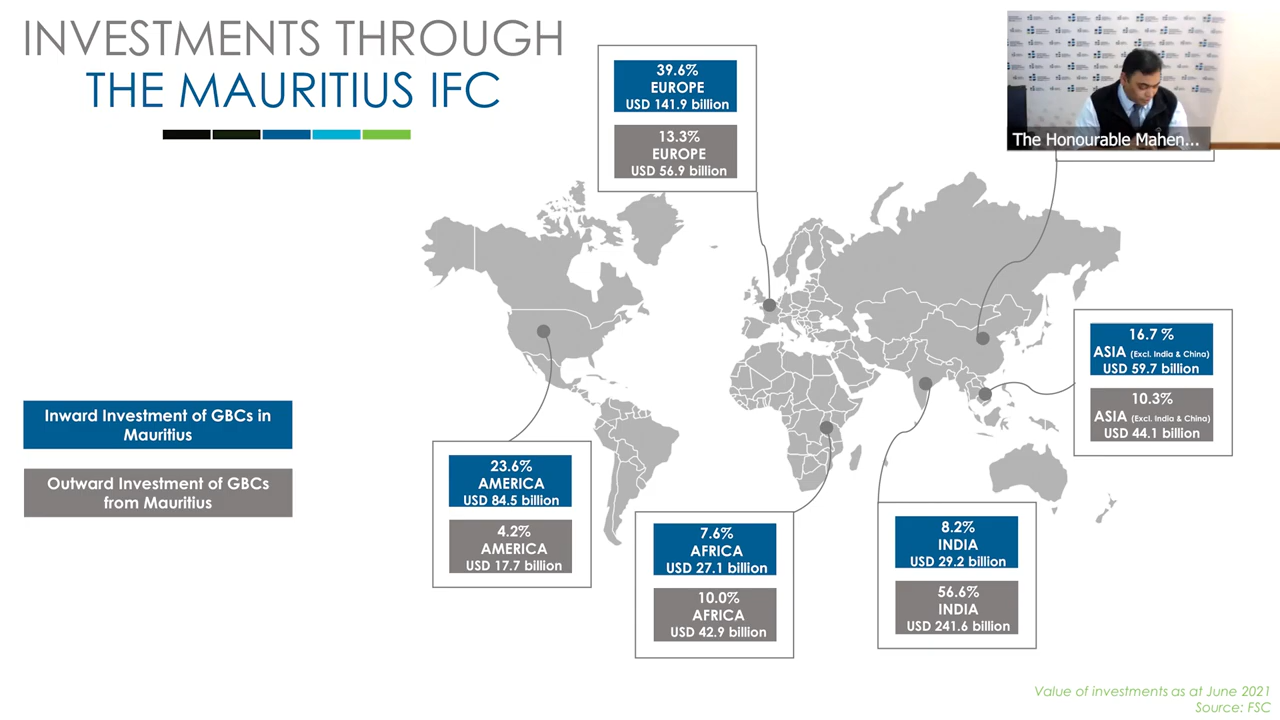 INVESTMENTS THROUGH
THE MAURITIUS IFC
39.6%
EUROPE
USD 141.9 billion
13.3%
EUROPE
USD 56.9 billion
The Honourable Mahen...
16.7 %
ASIA (Excl. India & China)
USD 59.7 billion
10.3%
ASIA (Excl. India & China)
USD 44.1 billion
Inward Investment of GBCs in
Mauritius
Outward Investment of GBCs
from Mauritius
23.6%
AMERICA
USD 84.5 billion
4.2%
AMERICA
USD 17.7 billion
7.6%
AFRICA
USD 27.1 billion
10.0%
AFRICA
USD 42.9 billion
8.2%
INDIA
USD 29.2 billion
56.6%
INDIA
USD 241.6 billion
Value of investments as at June 2021
Source: FSC